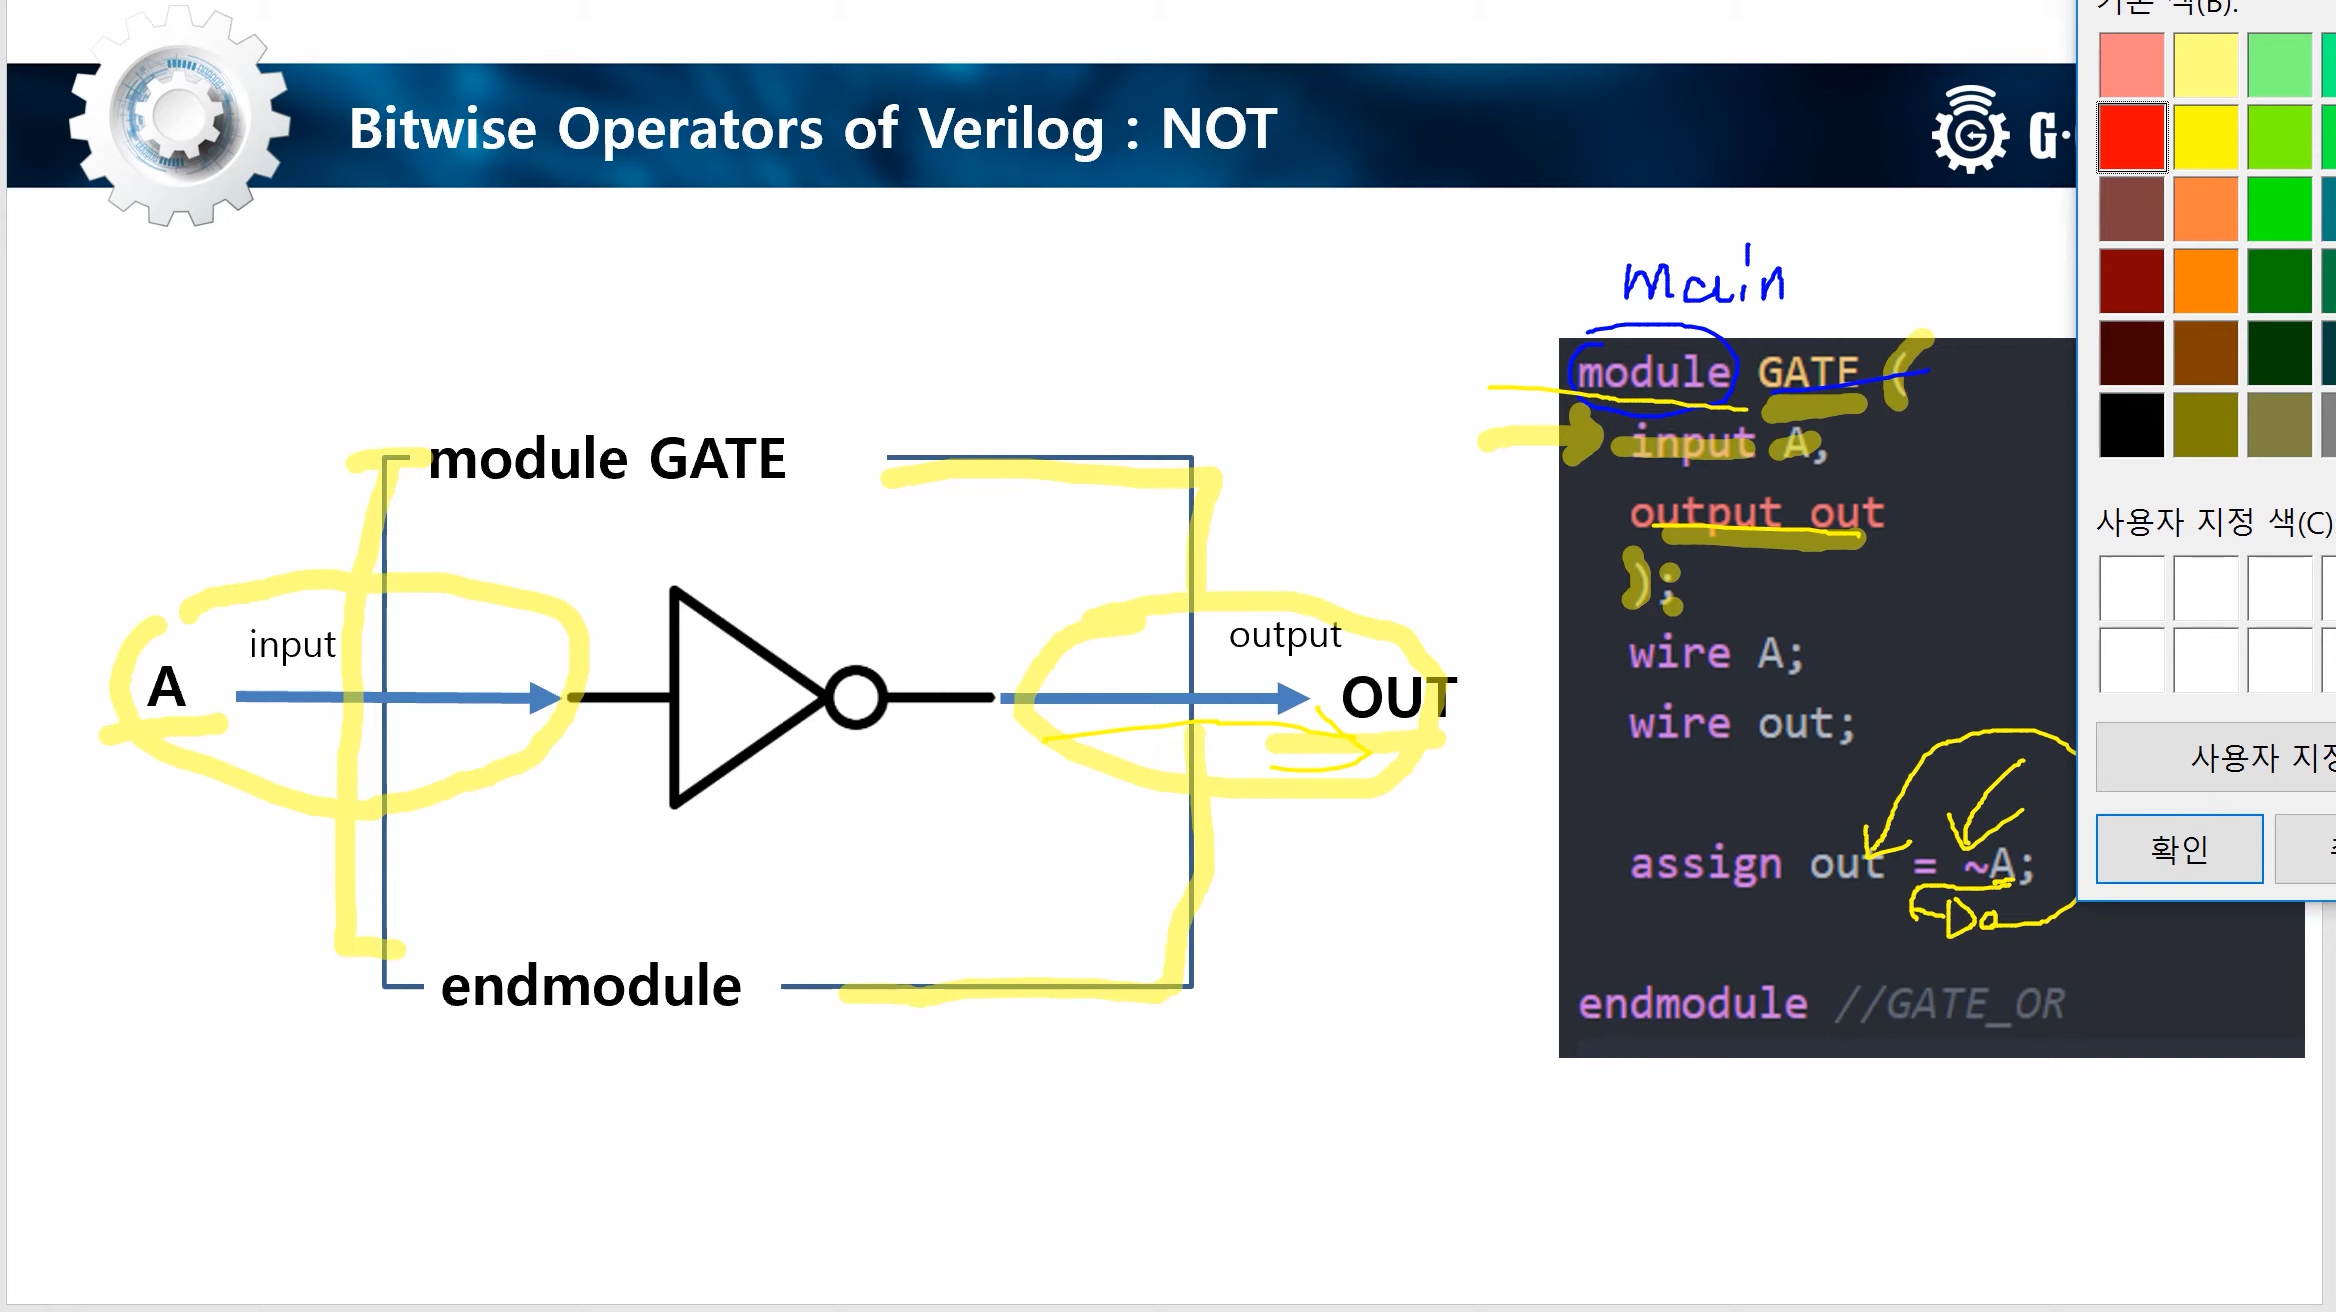 기본 색(B):
Bitwise Operators of Verilog : NOT
G·
main
module GATE (
input A,
output out
);
wire A;
wire out;
assign out = ~A;
endmodule //GATE_OR
module GATE
input
A
output
OUT
endmodule
사용자 지정 색(C)
사용자 지정
확인